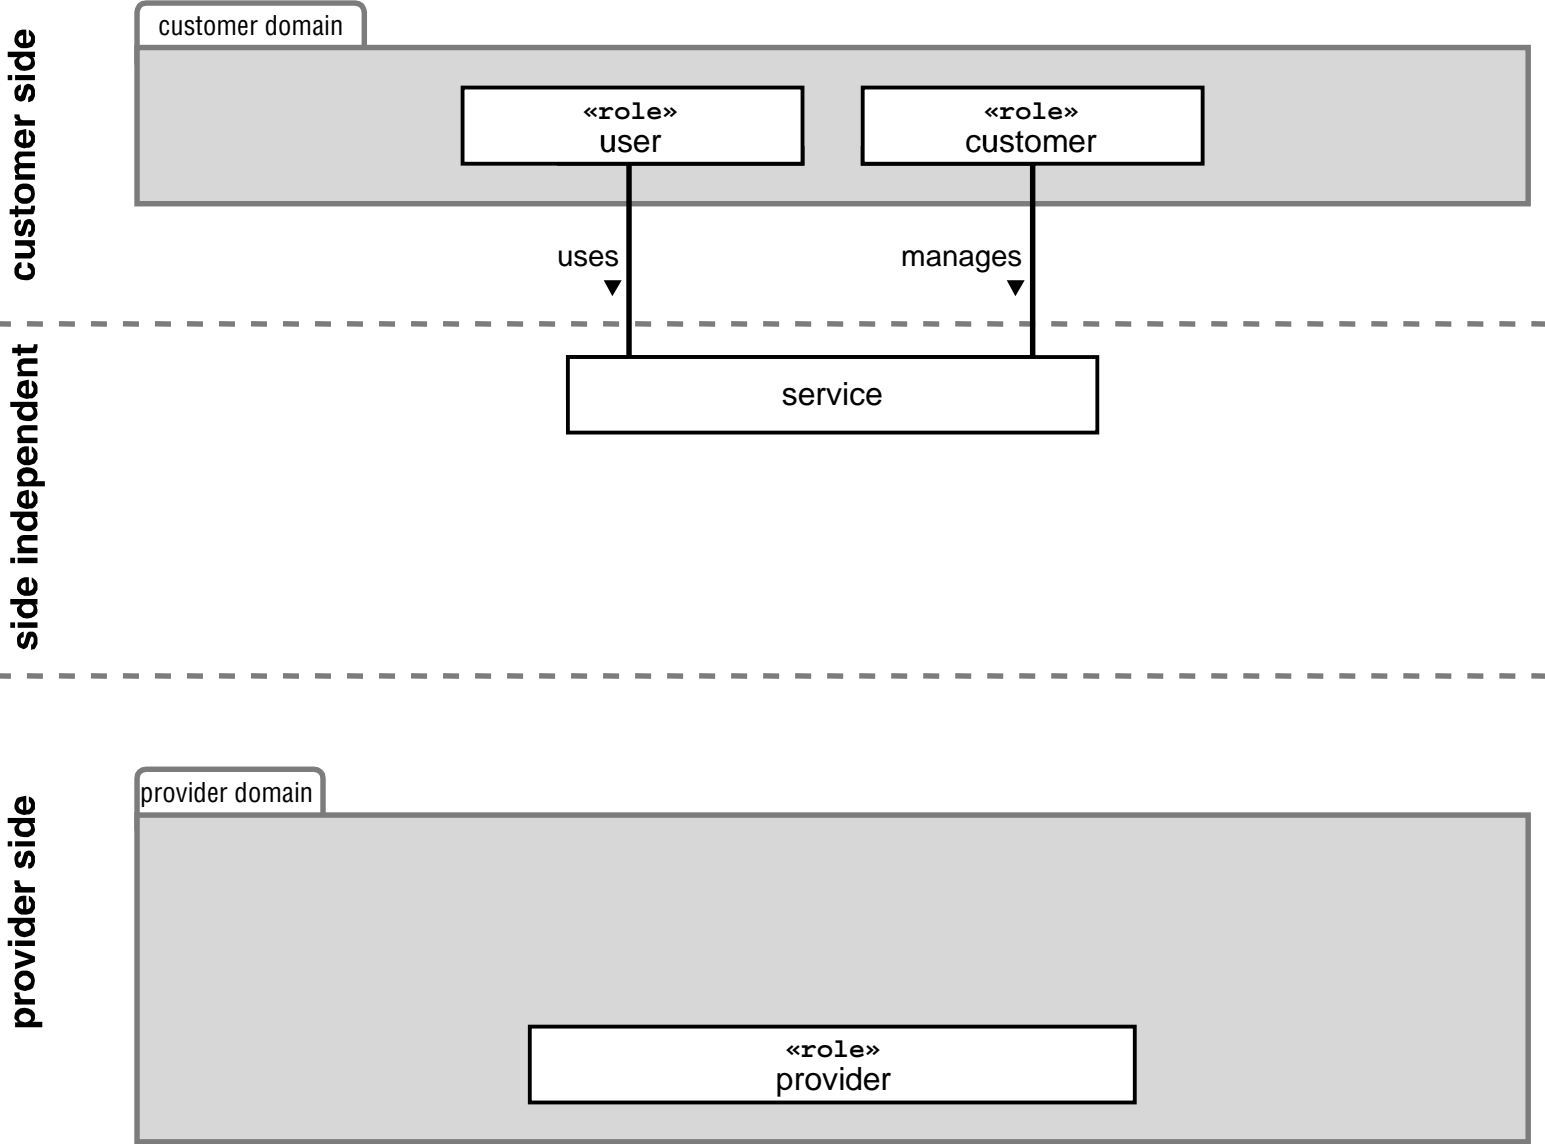 customer side
customer domain
«role»
user
«role»
customer
uses
manages
side independent
service
provider side
provider domain
«role»
provider